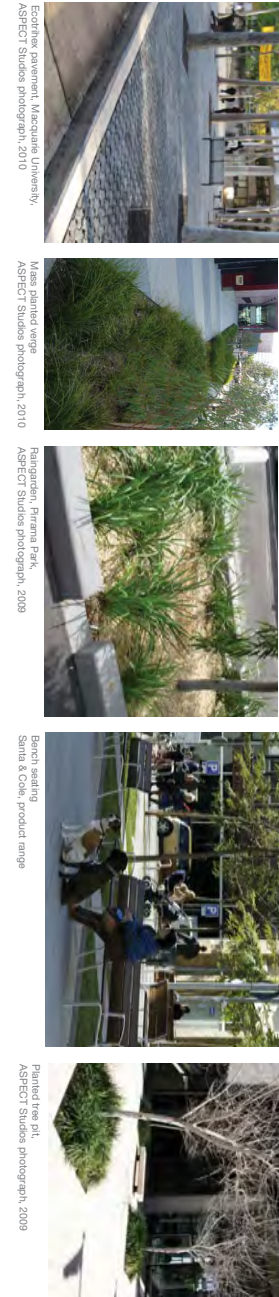 Ecotrihex pavement, Macquarie University,
ASPECT Studios photograph, 2010
Mass planted verge
ASPECT Studios photograph, 2010
Raingarden, Pirrama Park,
ASPECT Studios photograph, 2009
Bench seating
Santa & Cole, product range
Planted tree pit,
ASPECT Studios photograph, 2009